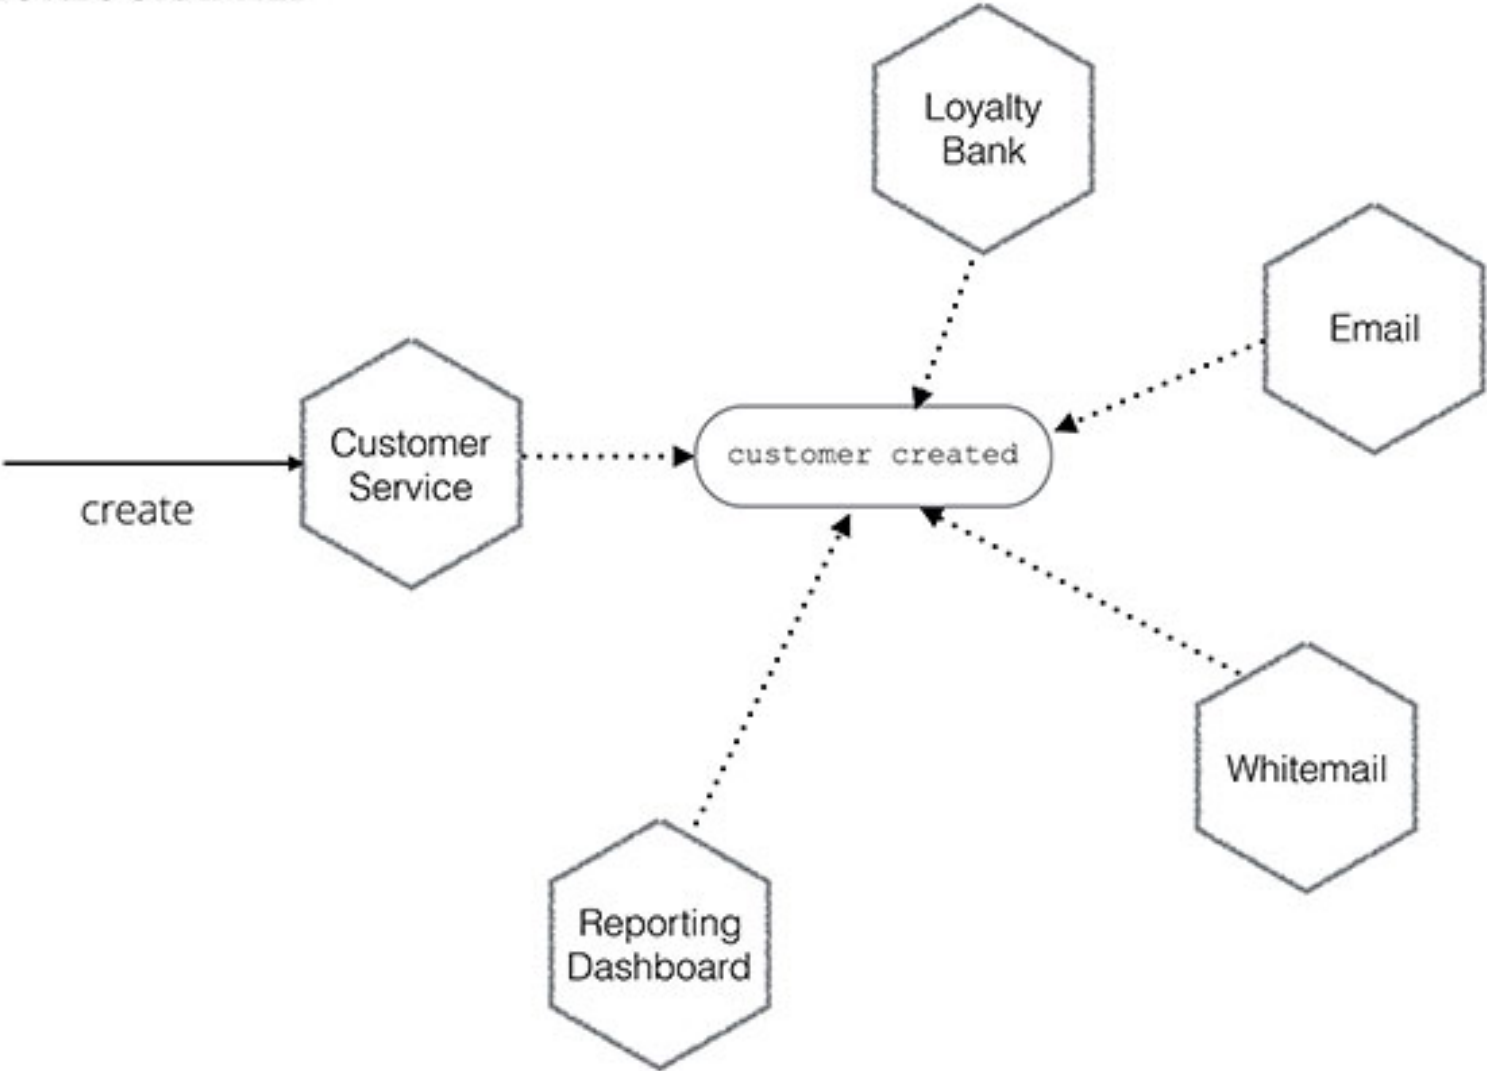 Loyalty
Bank
Email
Customer
Service
customer created
create
Whitemail
Reporting
Dashboard